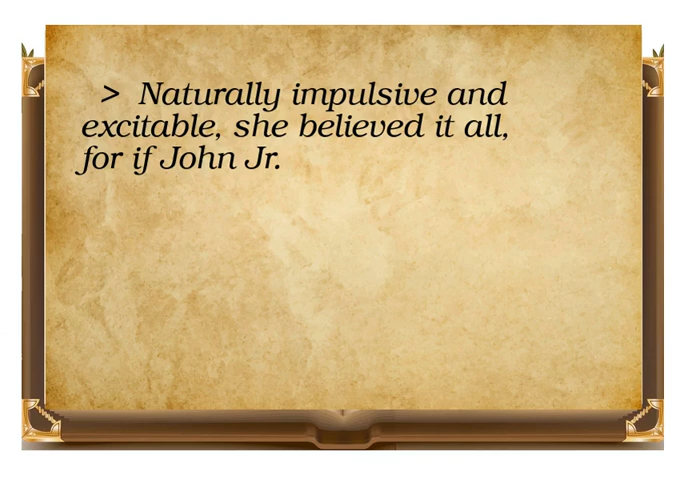 > Naturally impulsive and
excitable, she believed it all,
for if John Jr.